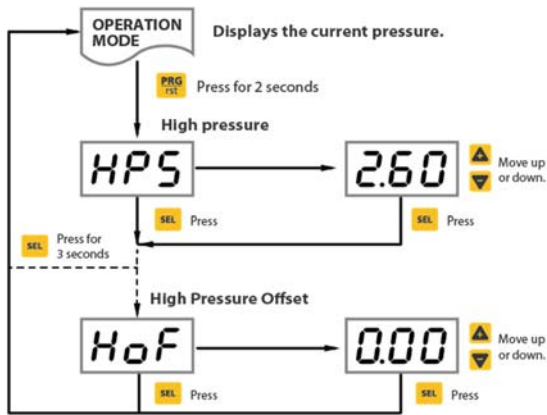 OPERATION
MODE
Displays the current pressure.
PRG
rst
Press for 2 seconds
High pressure
HPS
2.60
Move up
or down.
SEL
Press
SEL
Press
SEL
Press for
3 seconds
High Pressure Offset
HoF
0.00
Move up
or down.
SEL
Press
SEL
Press